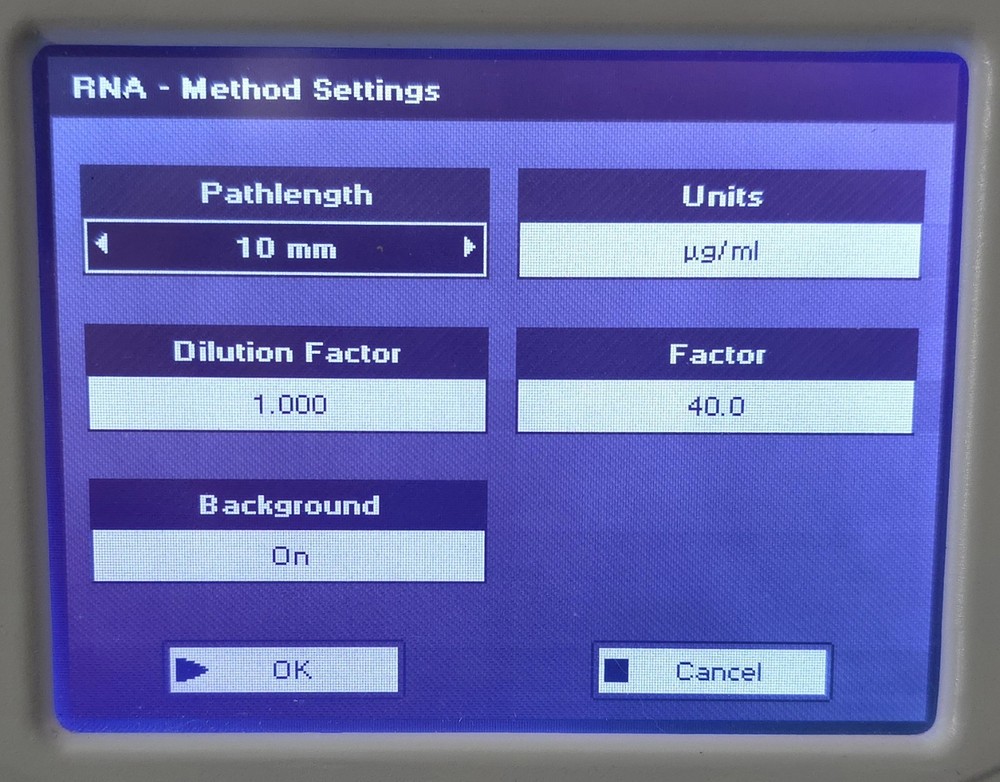 RNA - Method Settings
Pathlength
Units
10 mm
µg/ml
Dilution Factor
Factor
1.000
40.0
Background
On
OK
Cancel